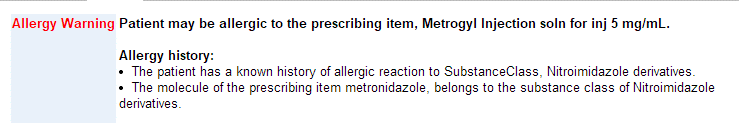 Allergy Warning Patient may be allergic to the prescribing item, Metrogyl Injection soln for inj 5 mg/mL.
Allergy history:
• The patient has a known history of allergic reaction to SubstanceClass, Nitroimidazole derivatives.
• The molecule of the prescribing item metronidazole, belongs to the substance class of Nitroimidazole
derivatives.